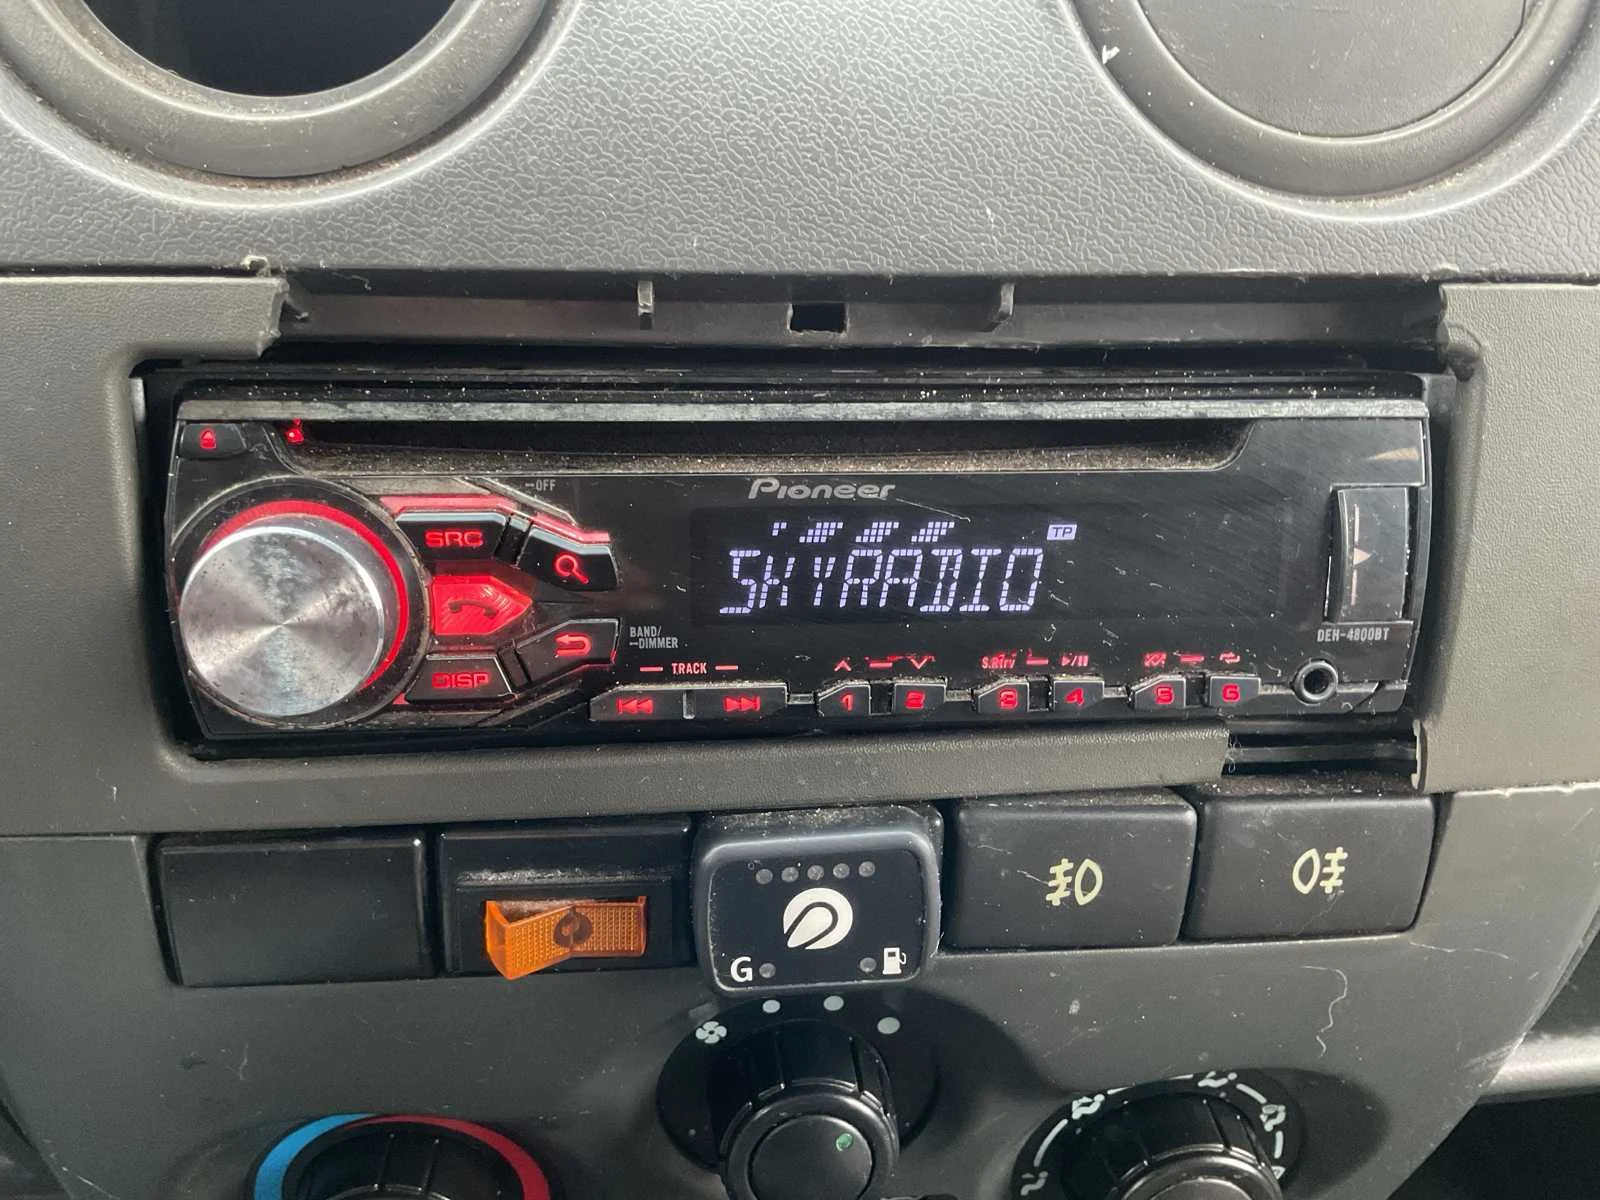 -OFF
Pioneer
SRC
TP
SKYRADIO
BAND/
-DIMMER
DEH-4800BT
TRACK
S.Rtrv
DISP
1 2 3 4 5 6
G